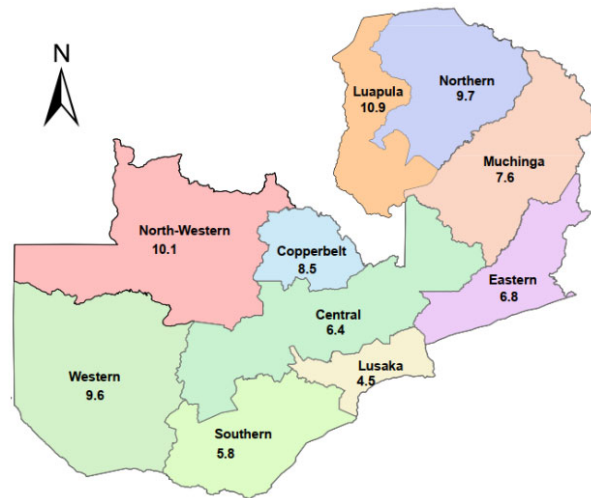 N
Northern
9.7
Luapula
10.9
Muchinga
7.6
North-Western
10.1
Copperbelt
8.5
Eastern
6.8
Central
6.4
Lusaka
4.5
Western
9.6
Southern
5.8